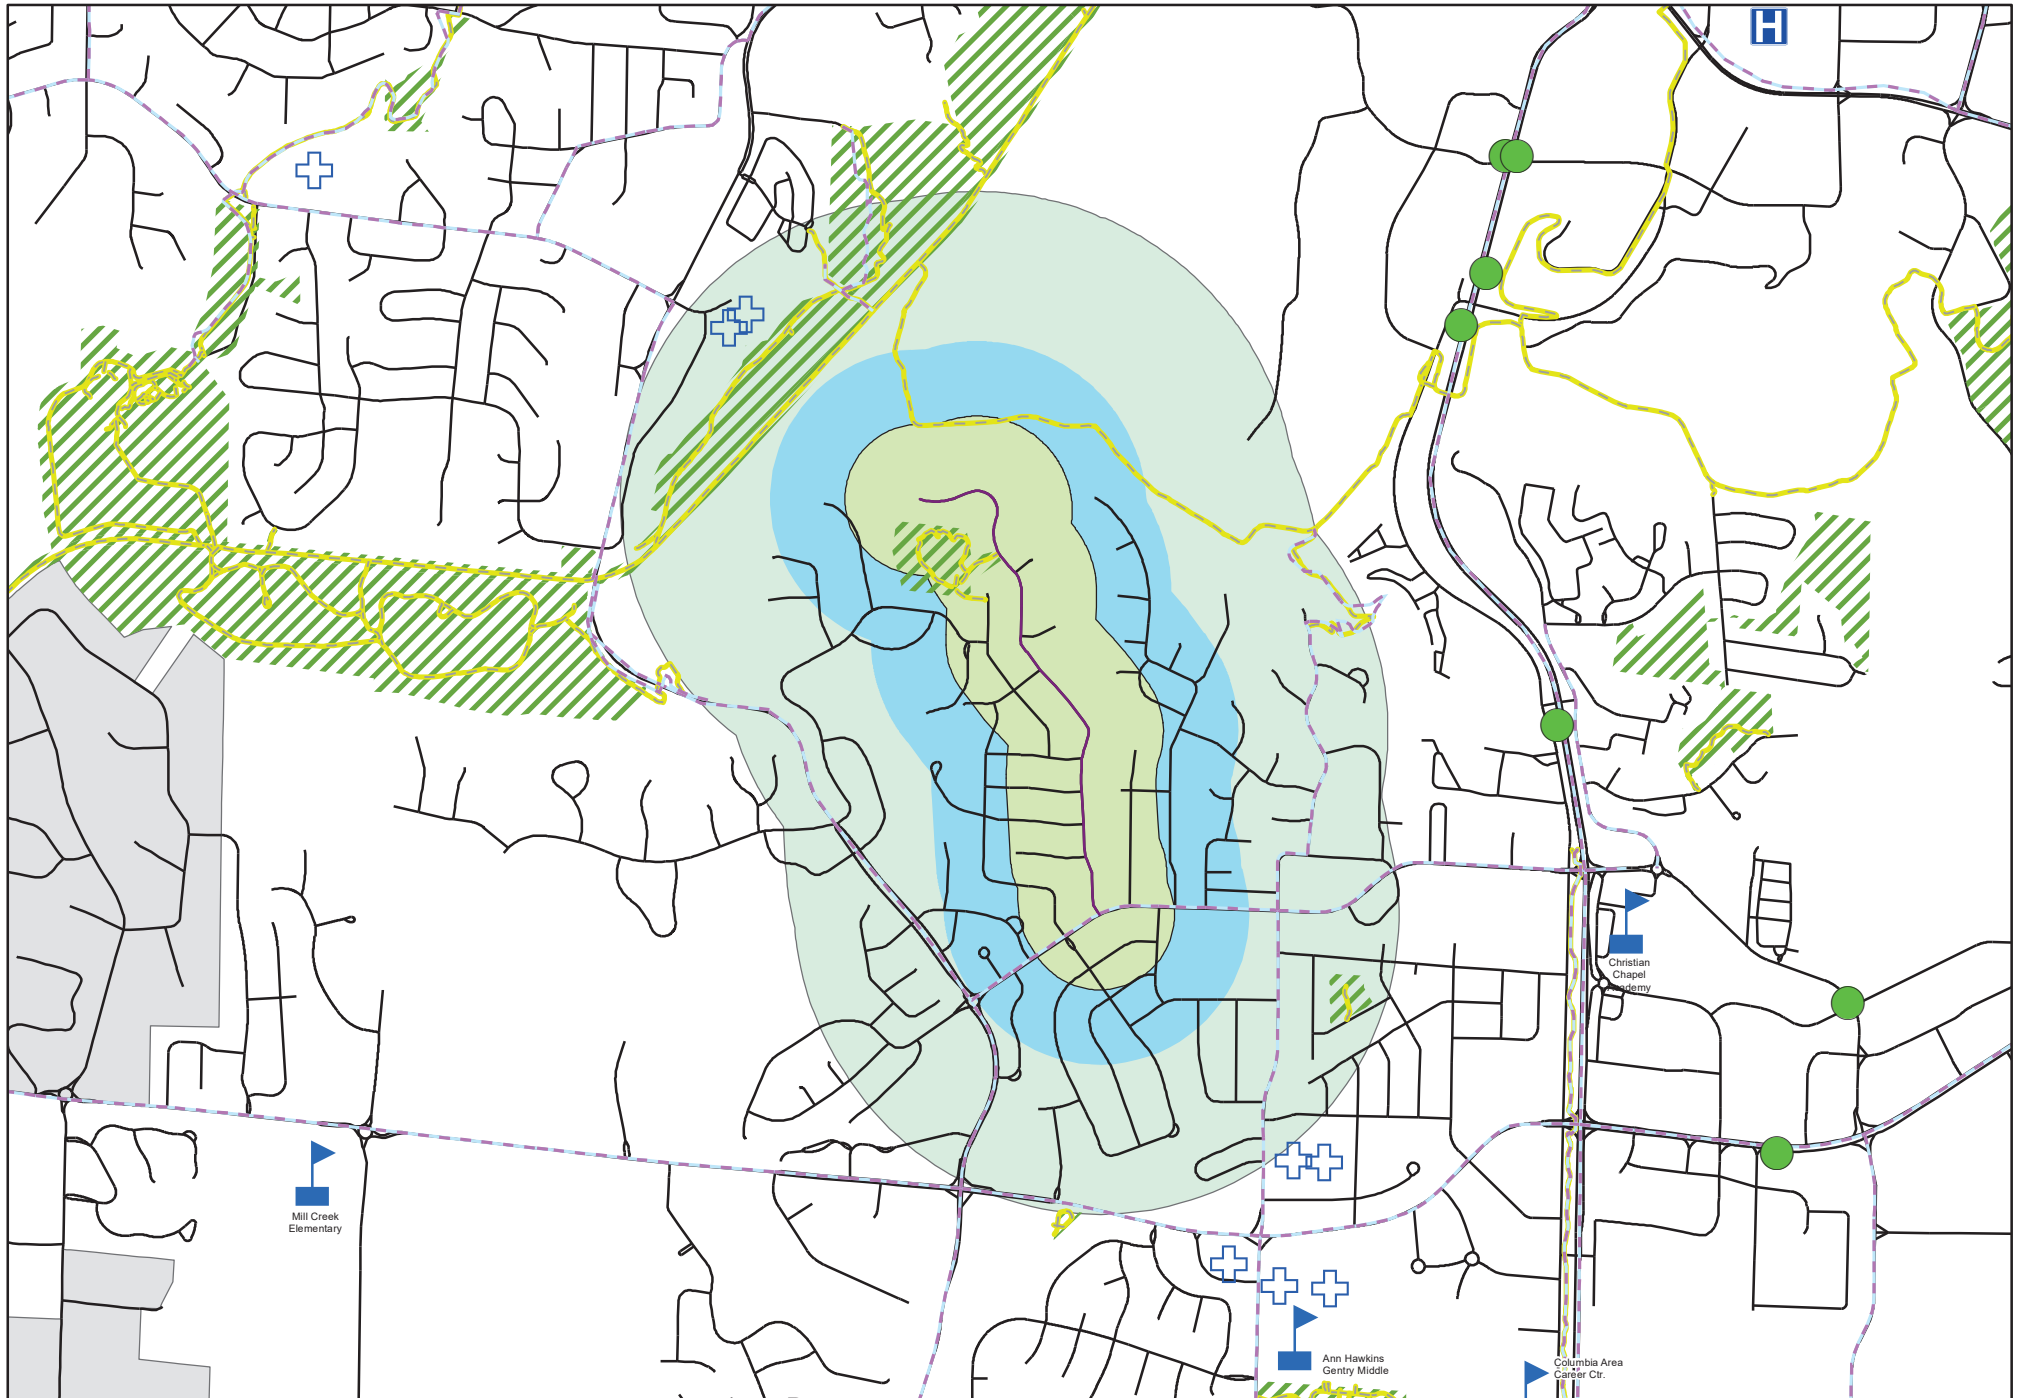 H
Christian
Chapel
Academy
Mill Creek
Elementary
Ann Hawkins
Gentry Middle
Columbia Area
Career Ctr.